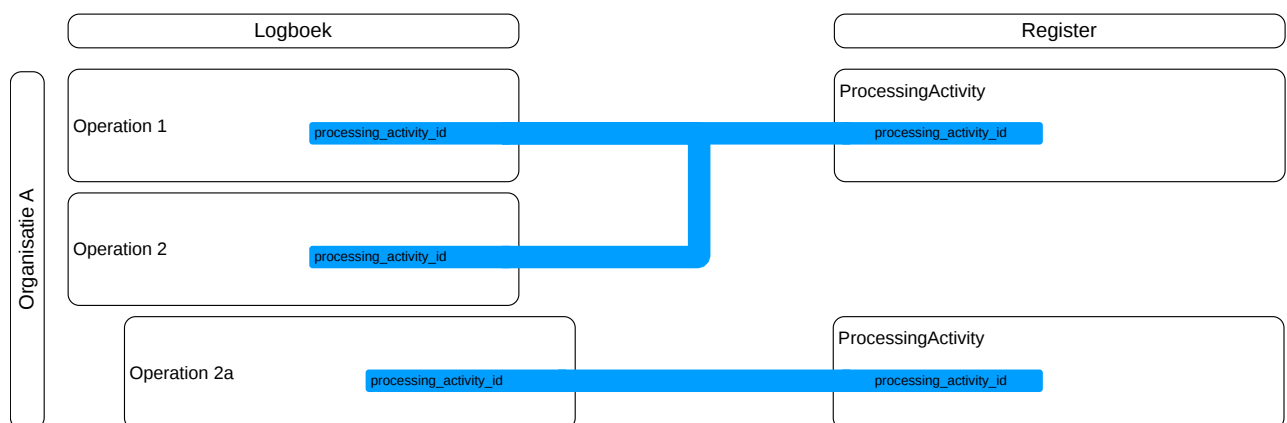 Logboek
Register
Organisatie A
ProcessingActivity
Operation 1
processing_activity_id
processing_activity_id
Operation 2
processing_activity_id
ProcessingActivity
Operation 2a
processing_activity_id
processing_activity_id